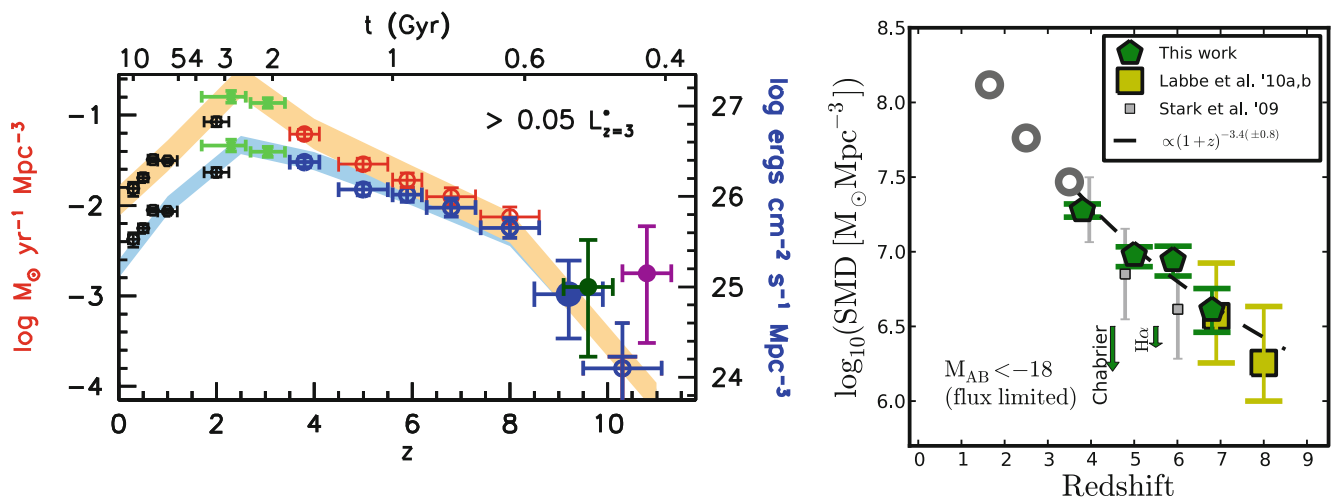 t (Gyr)
10 54 3 2 1 0.6 0.4
> 0.05 L*z=3
log M⊙ yr−1 Mpc−3
-1
-2
-3
-4
27
26
25
24
log ergs cm−2 s−1 Mpc−3
0 2 4 6 8 10
z
log10(SMD [M⊙Mpc−3])
8.5
8.0
7.5
7.0
6.5
6.0
This work
Labbe et al. '10a,b
Stark et al. '09
∝(1+z)−3.4(±0.8)
Chabrier
Hα
MAB<−18
(flux limited)
0 1 2 3 4 5 6 7 8 9
Redshift